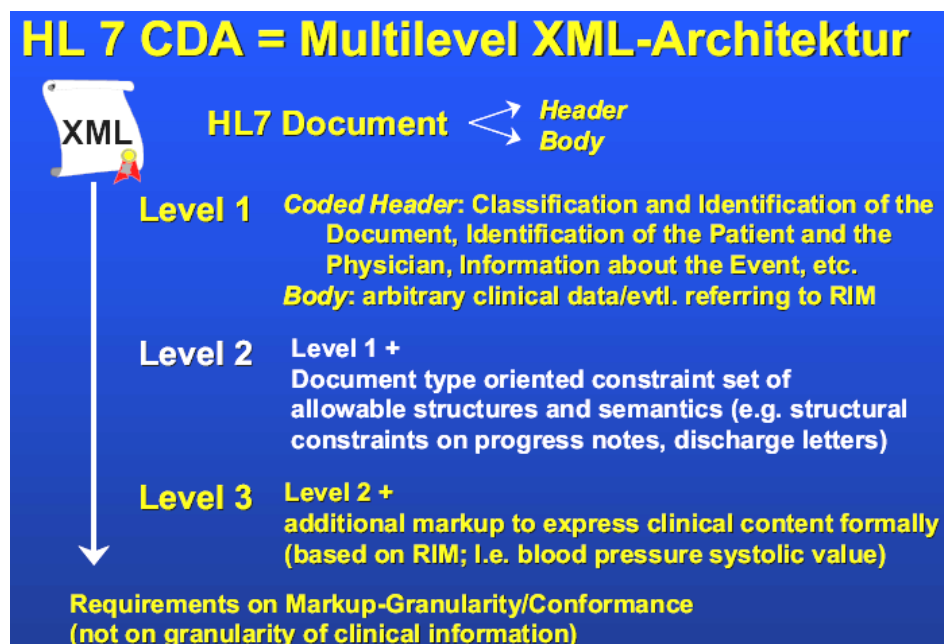 HL 7 CDA = Multilevel XML-Architektur
XML
HL7 Document
Header
Body
Level 1
Coded Header: Classification and Identification of the
Document, Identification of the Patient and the
Physician, Information about the Event, etc.
Body: arbitrary clinical data/evtl. referring to RIM
Level 2
Level 1 +
Document type oriented constraint set of
allowable structures and semantics (e.g. structural
constraints on progress notes, discharge letters)
Level 3
Level 2 +
additional markup to express clinical content formally
(based on RIM; I.e. blood pressure systolic value)
Requirements on Markup-Granularity/Conformance
(not on granularity of clinical information)